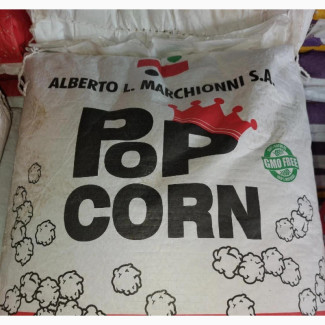 ALBERTO L. MARCHIONNI S.A.
POP
CORN
GMO FREE